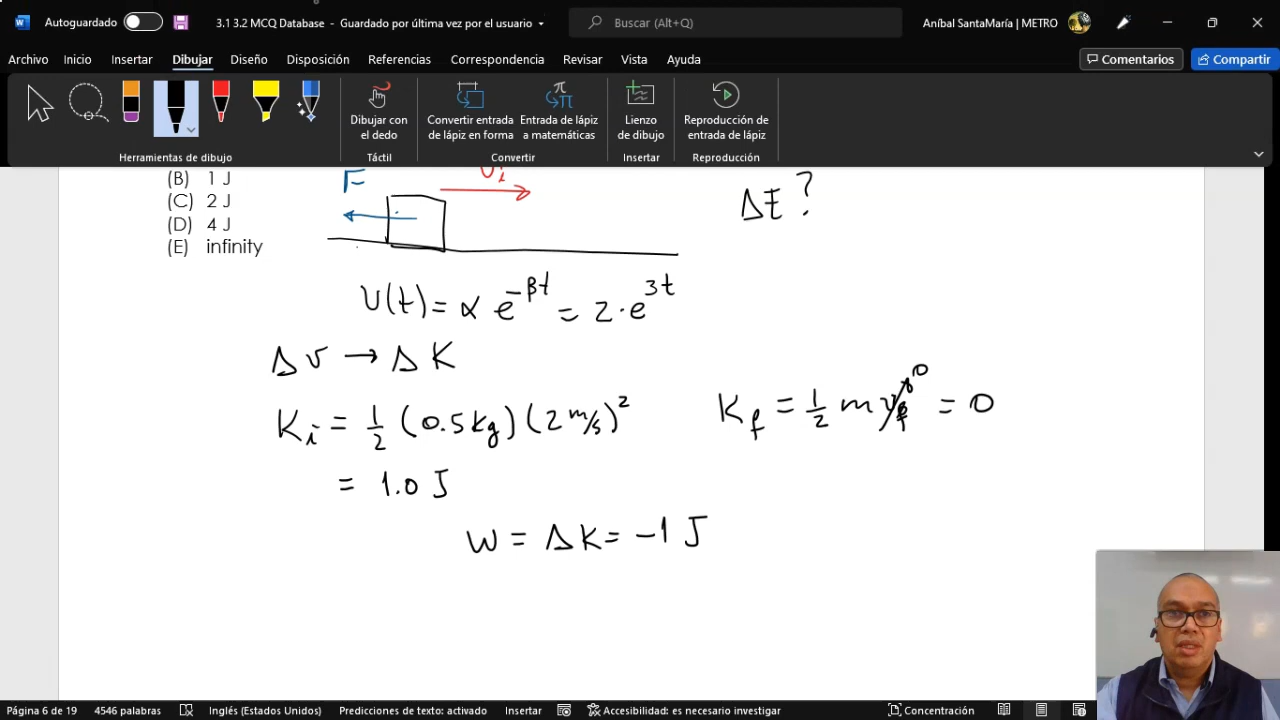 Autoguardado
3.1 3.2 MCQ Database - Guardado por última vez por el usuario
Buscar (Alt+Q)
Aníbal SantaMaría | METRO
Archivo Inicio Insertar Dibujar Diseño Disposición Referencias Correspondencia Revisar Vista Ayuda
Comentarios Compartir
Dibujar con el dedo
Convertir entrada de lápiz en forma
Entrada de lápiz a matemáticas
Lienzo de dibujo
Reproducción de entrada de lápiz
Herramientas de dibujo Táctil Convertir Insertar Reproducción
(B) 1 J
(C) 2 J
(D) 4 J
(E) infinity
F
υi
ΔE?
υ(t) = α e^{-βt} = 2·e^{3t}
Δv → ΔK
K_i = 1/2 (0.5 kg)(2 m/s)^2
K_f = 1/2 m v_f^0 = 0
= 1.0 J
W = ΔK = -1 J
Página 6 de 19 4546 palabras Inglés (Estados Unidos) Predicciones de texto: activado Insertar Accesibilidad: es necesario investigar Concentración